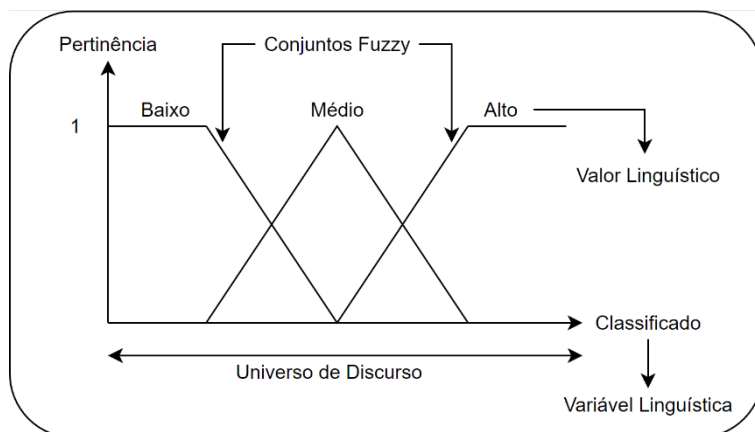 Pertinência
Conjuntos Fuzzy
Baixo
Médio
Alto
1
Valor Linguístico
Classificado
Universo de Discurso
Variável Linguística